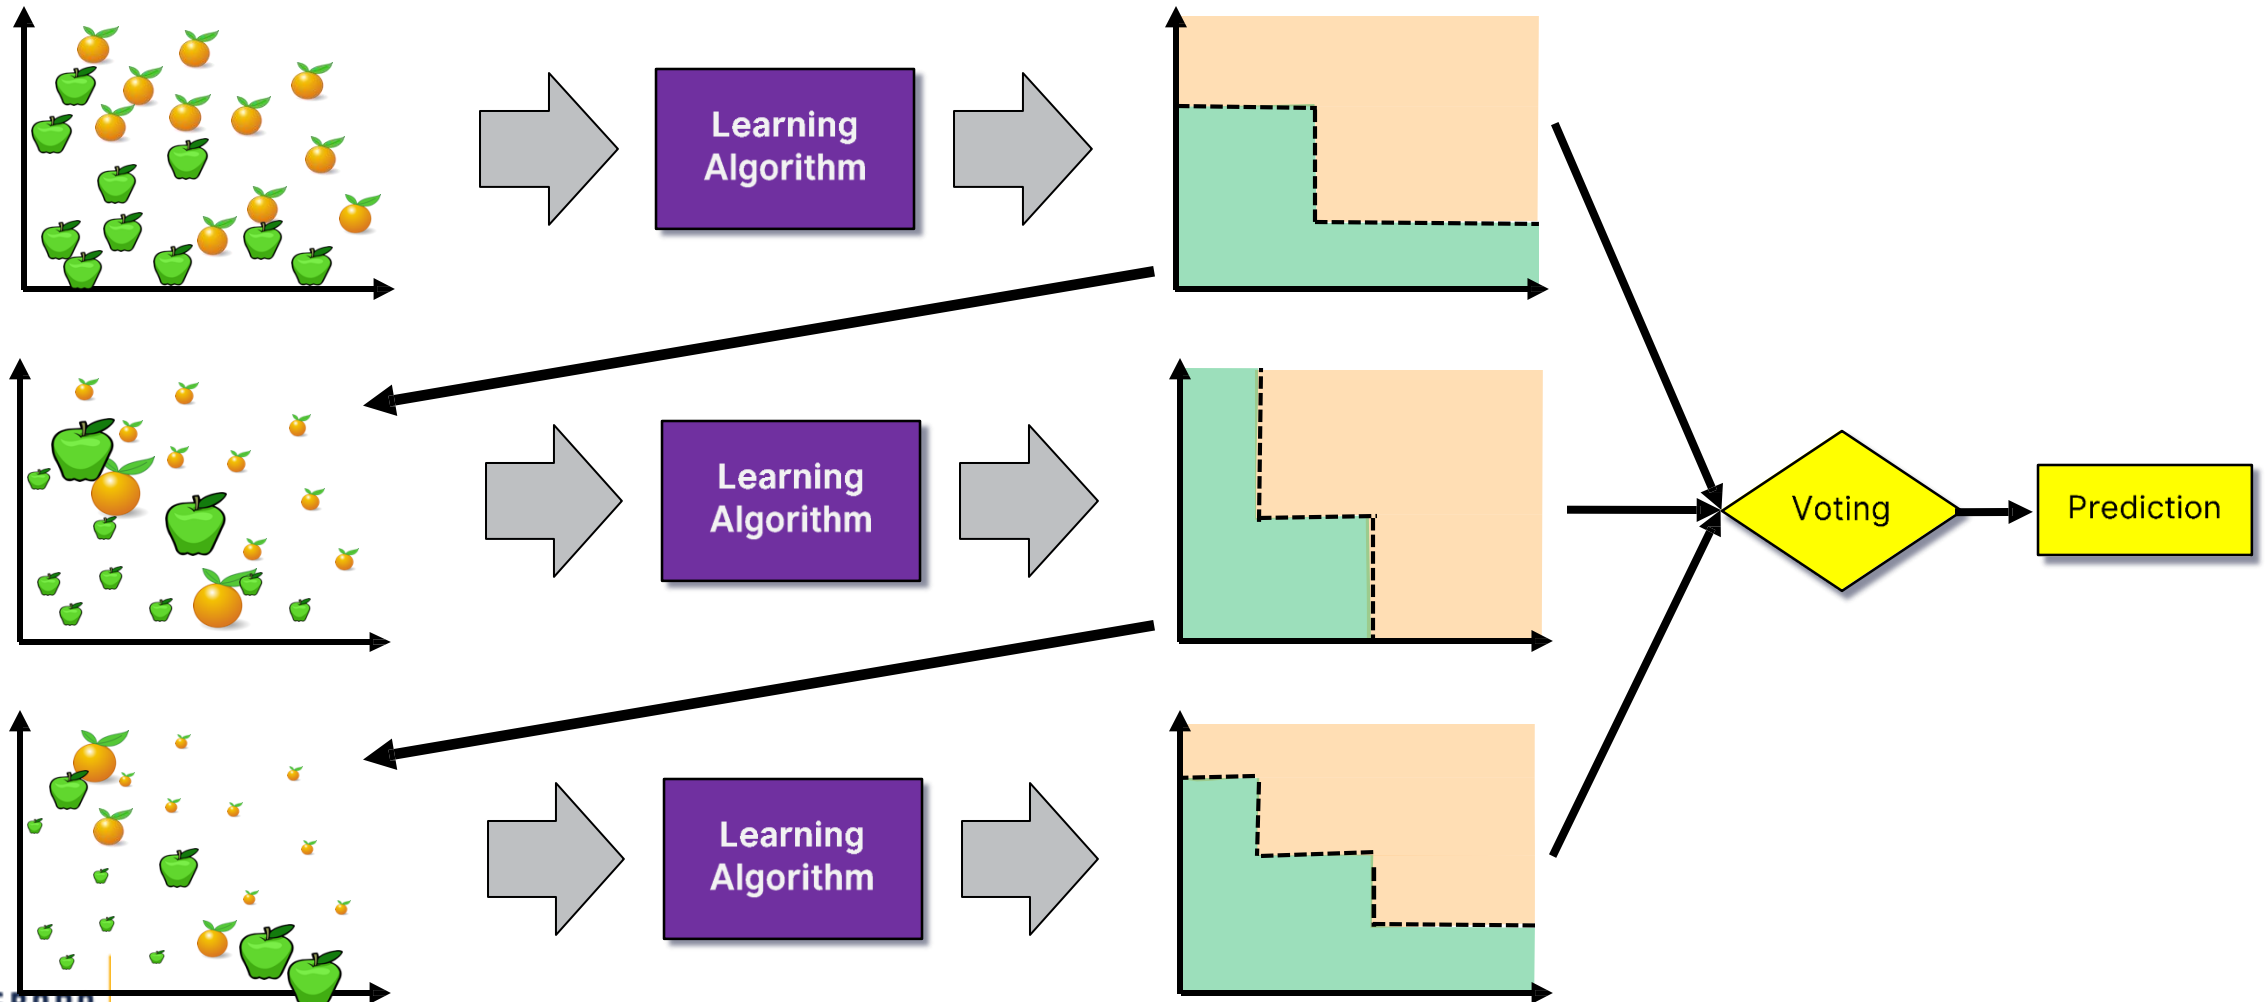 Learning
Algorithm
Learning
Algorithm
Voting
Prediction
Learning
Algorithm